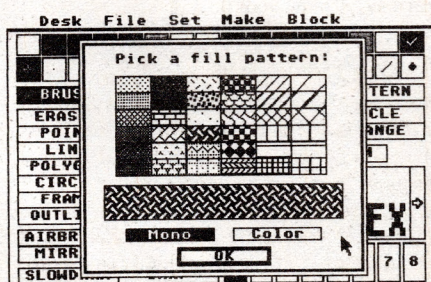 Desk File Set Make Block
Pick a fill pattern:
BRUS
TERN
ERAS
CLE
POIN
ANGE
LIN
POLYG
CIRC
FRAM
EX
OUTLI
Mono Color
AIRBR
OK
MIRR
7 8
SLOWD